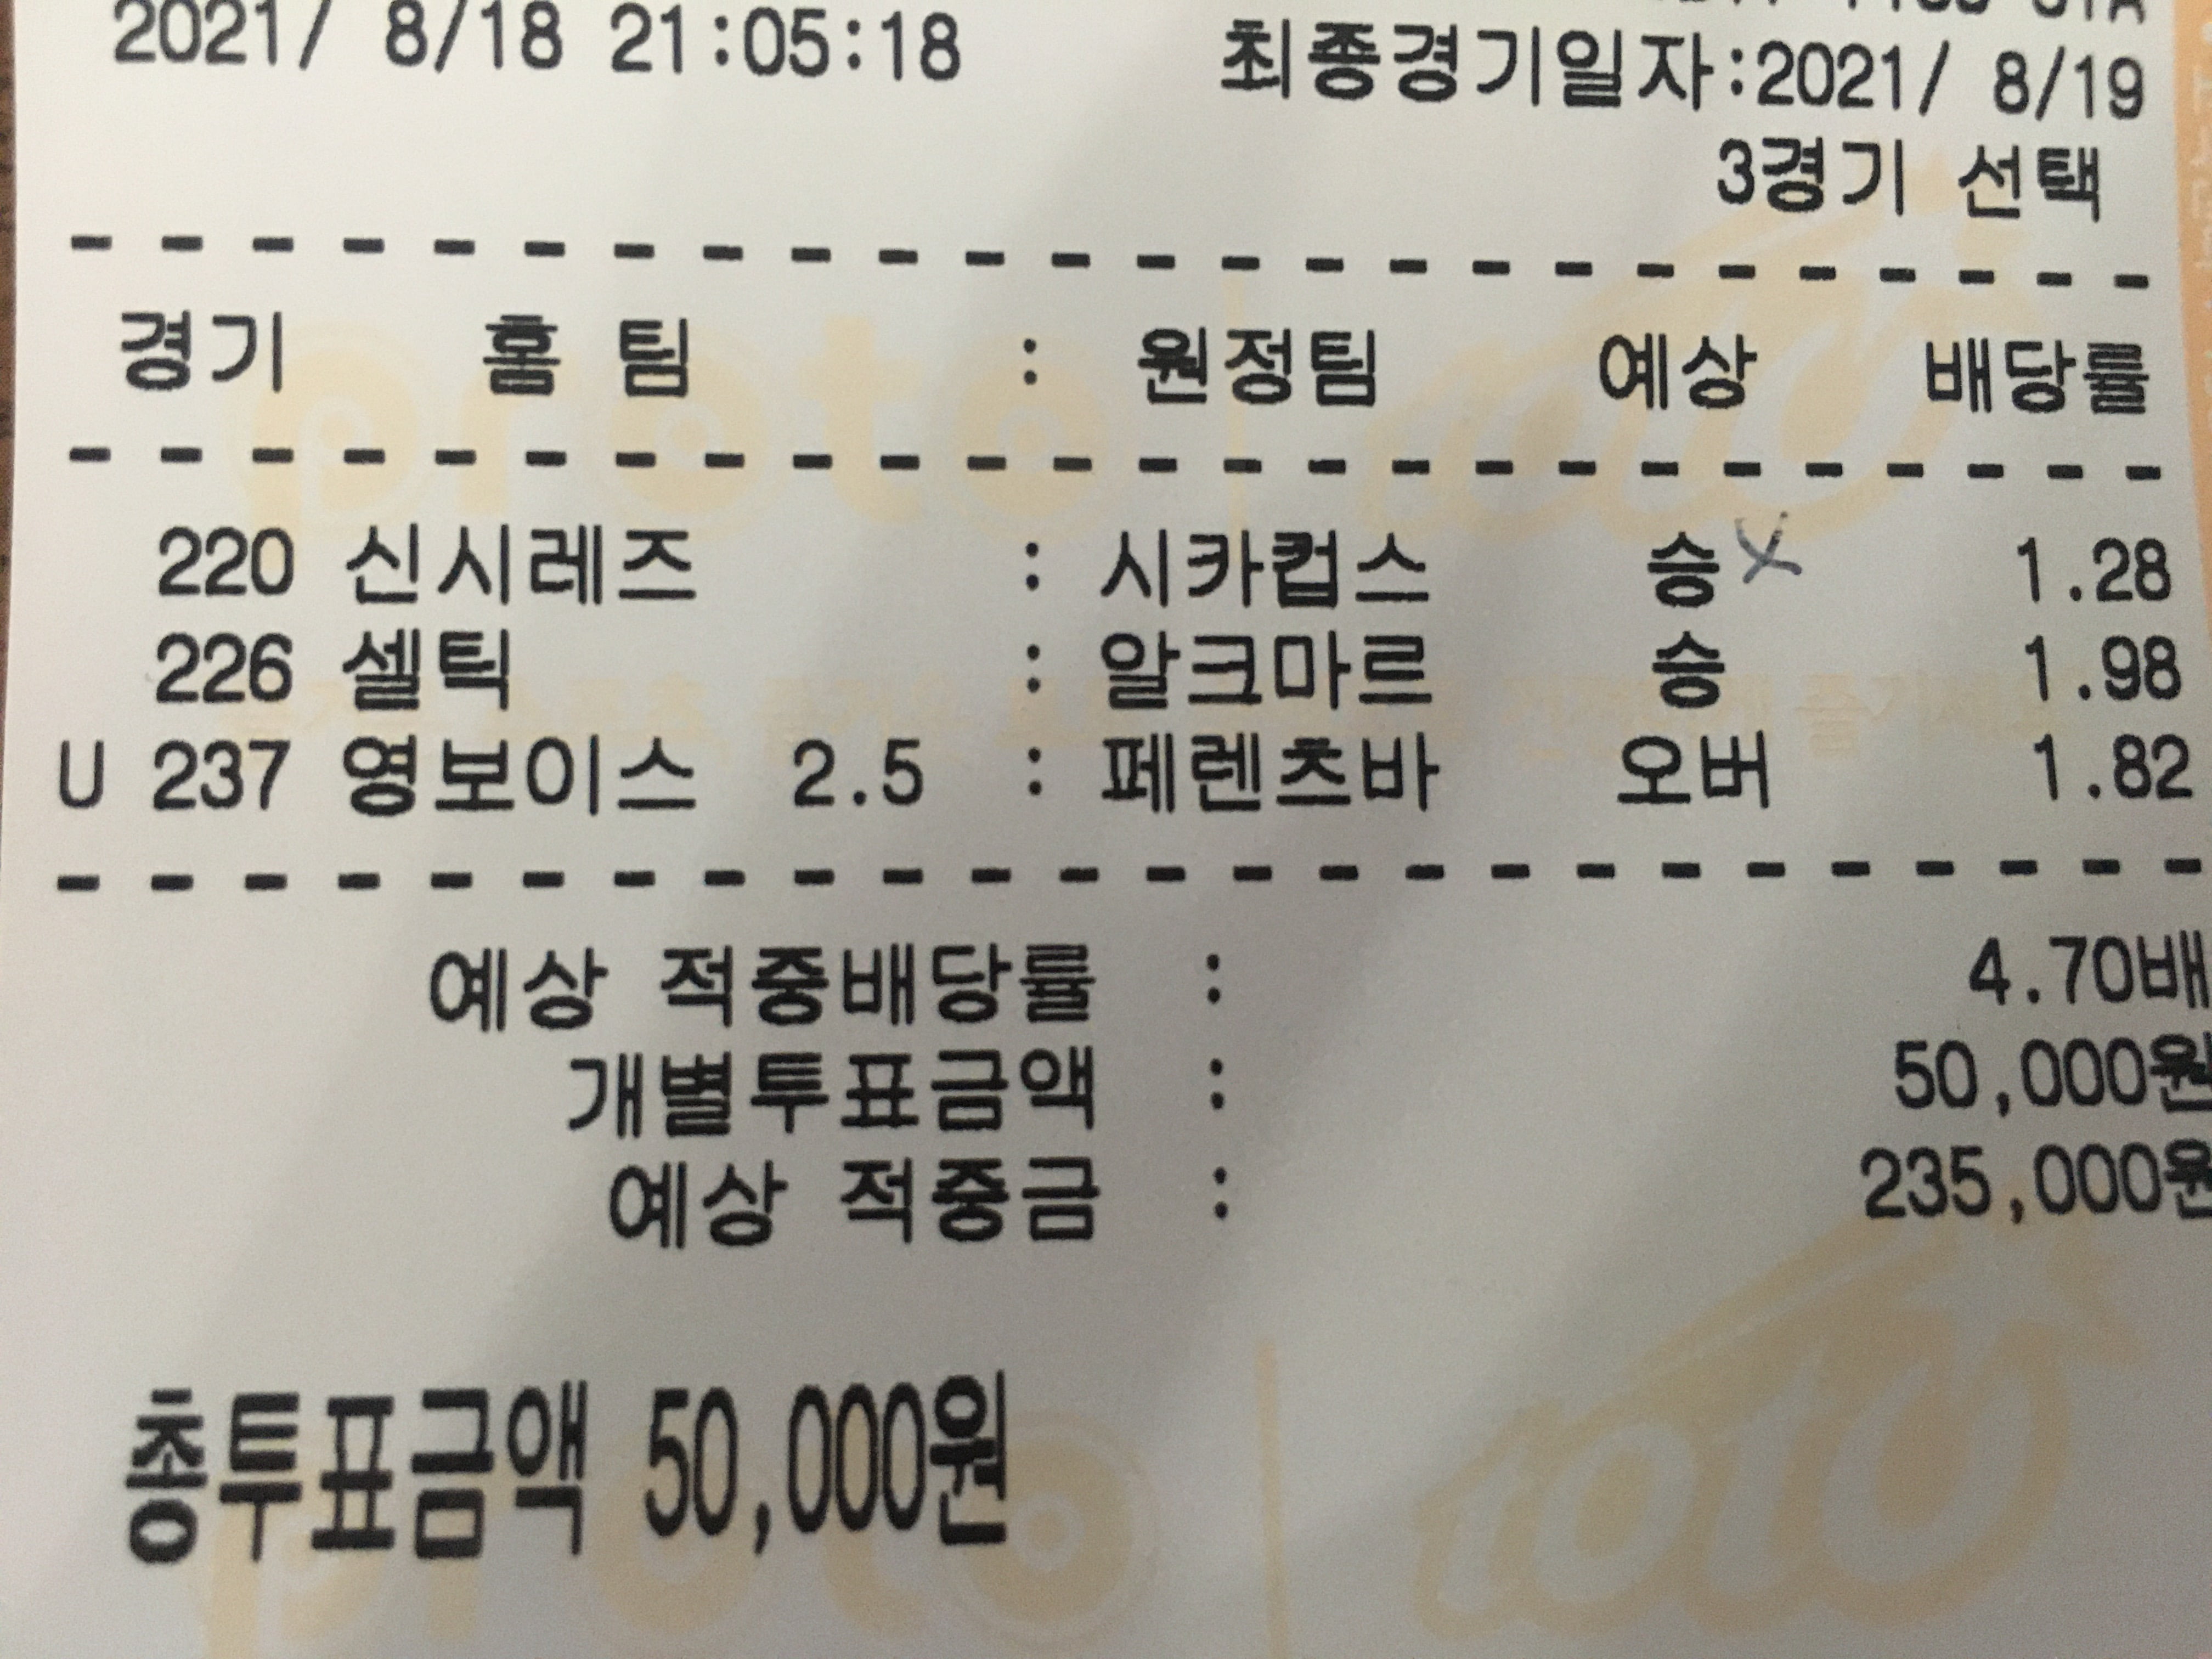 2021/ 8/18 21:05:18
최종경기일자:2021/ 8/19
3경기 선택
경기 홈 팀 : 원정팀 예상 배당률
220 신시레즈 : 시카컵스 승 X 1.28
226 셀틱 : 알크마르 승 1.98
U 237 영보이스 2.5 : 페렌츠바 오버 1.82
예상 적중배당률 : 4.70배
개별투표금액 : 50,000원
예상 적중금 : 235,000원
총투표금액 50,000원
proto toto
proto toto